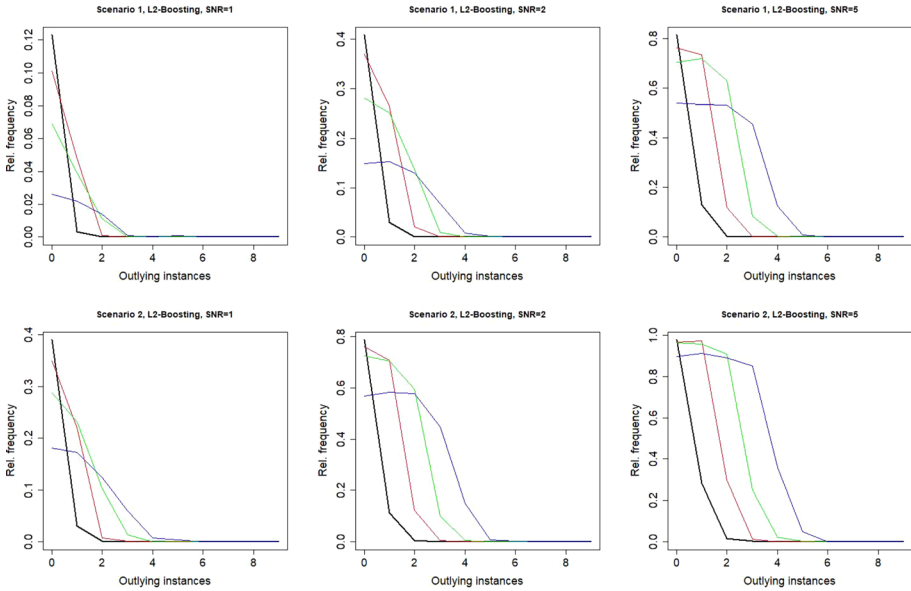 Scenario 1, L2-Boosting, SNR=1
Rel. frequency
0.00 0.02 0.04 0.06 0.08 0.10 0.12
0 2 4 6 8
Outlying instances
Scenario 1, L2-Boosting, SNR=2
Rel. frequency
0.0 0.1 0.2 0.3 0.4
0 2 4 6 8
Outlying instances
Scenario 1, L2-Boosting, SNR=5
Rel. frequency
0.0 0.2 0.4 0.6 0.8
0 2 4 6 8
Outlying instances
Scenario 2, L2-Boosting, SNR=1
Rel. frequency
0.0 0.1 0.2 0.3 0.4
0 2 4 6 8
Outlying instances
Scenario 2, L2-Boosting, SNR=2
Rel. frequency
0.0 0.2 0.4 0.6 0.8
0 2 4 6 8
Outlying instances
Scenario 2, L2-Boosting, SNR=5
Rel. frequency
0.0 0.2 0.4 0.6 0.8 1.0
0 2 4 6 8
Outlying instances